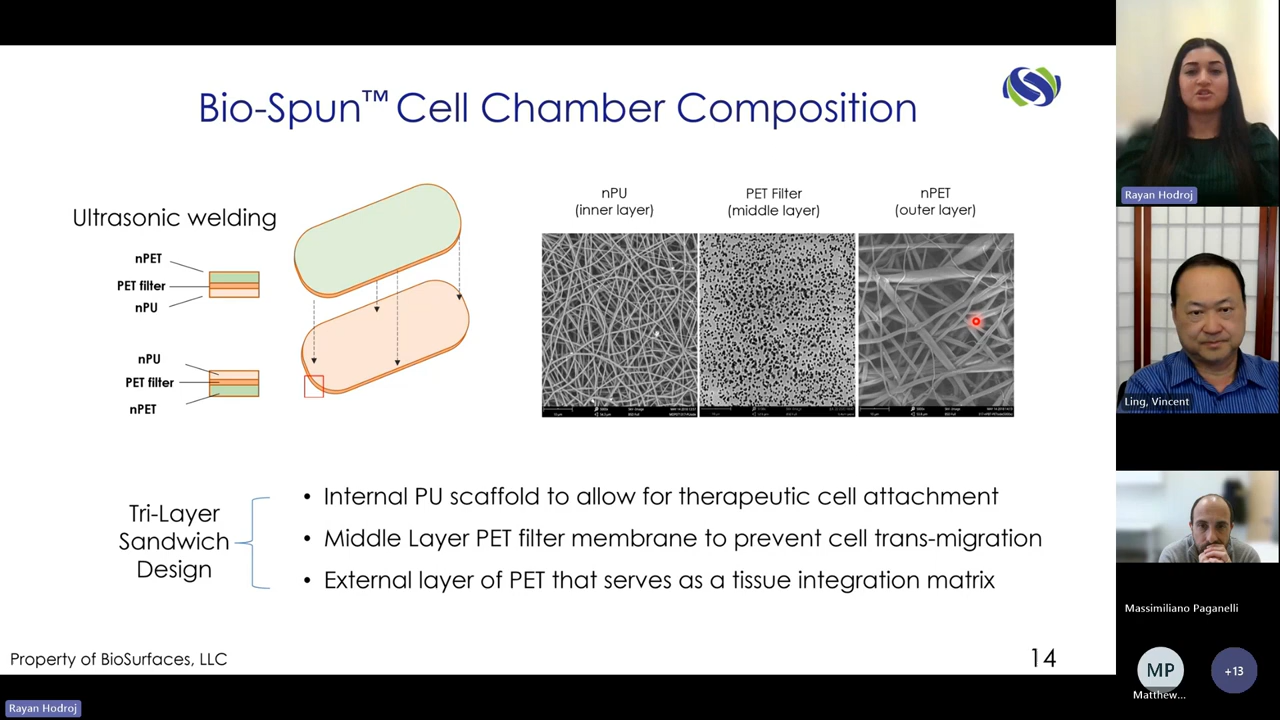 Bio-Spun™ Cell Chamber Composition
Ultrasonic welding
nPET
PET filter
nPU
nPU
PET filter
nPET
nPU
(inner layer)
PET Filter
(middle layer)
nPET
(outer layer)
Tri-Layer
Sandwich
Design
• Internal PU scaffold to allow for therapeutic cell attachment
• Middle Layer PET filter membrane to prevent cell trans-migration
• External layer of PET that serves as a tissue integration matrix
Property of BioSurfaces, LLC
14
Rayan Hodroj
Rayan Hodroj
Ling, Vincent
Massimiliano Paganelli
MP
Matthew...
+13